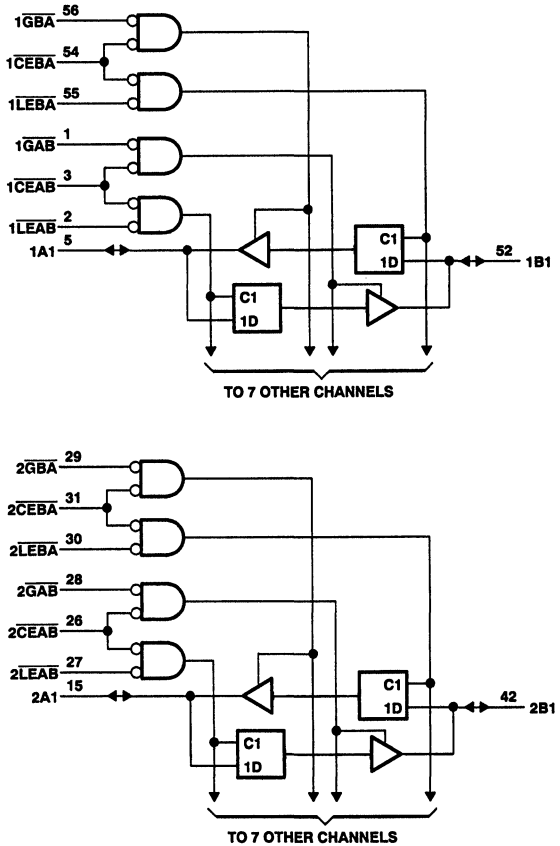 1GBA 56
1CEBA 54
1LEBA 55
1GAB 1
1CEAB 3
1LEAB 2
1A1 5
C1
1D
52 1B1
C1
1D
TO 7 OTHER CHANNELS
2GBA 29
2CEBA 31
2LEBA 30
2GAB 28
2CEAB 26
2LEAB 27
2A1 15
C1
1D
42 2B1
C1
1D
TO 7 OTHER CHANNELS